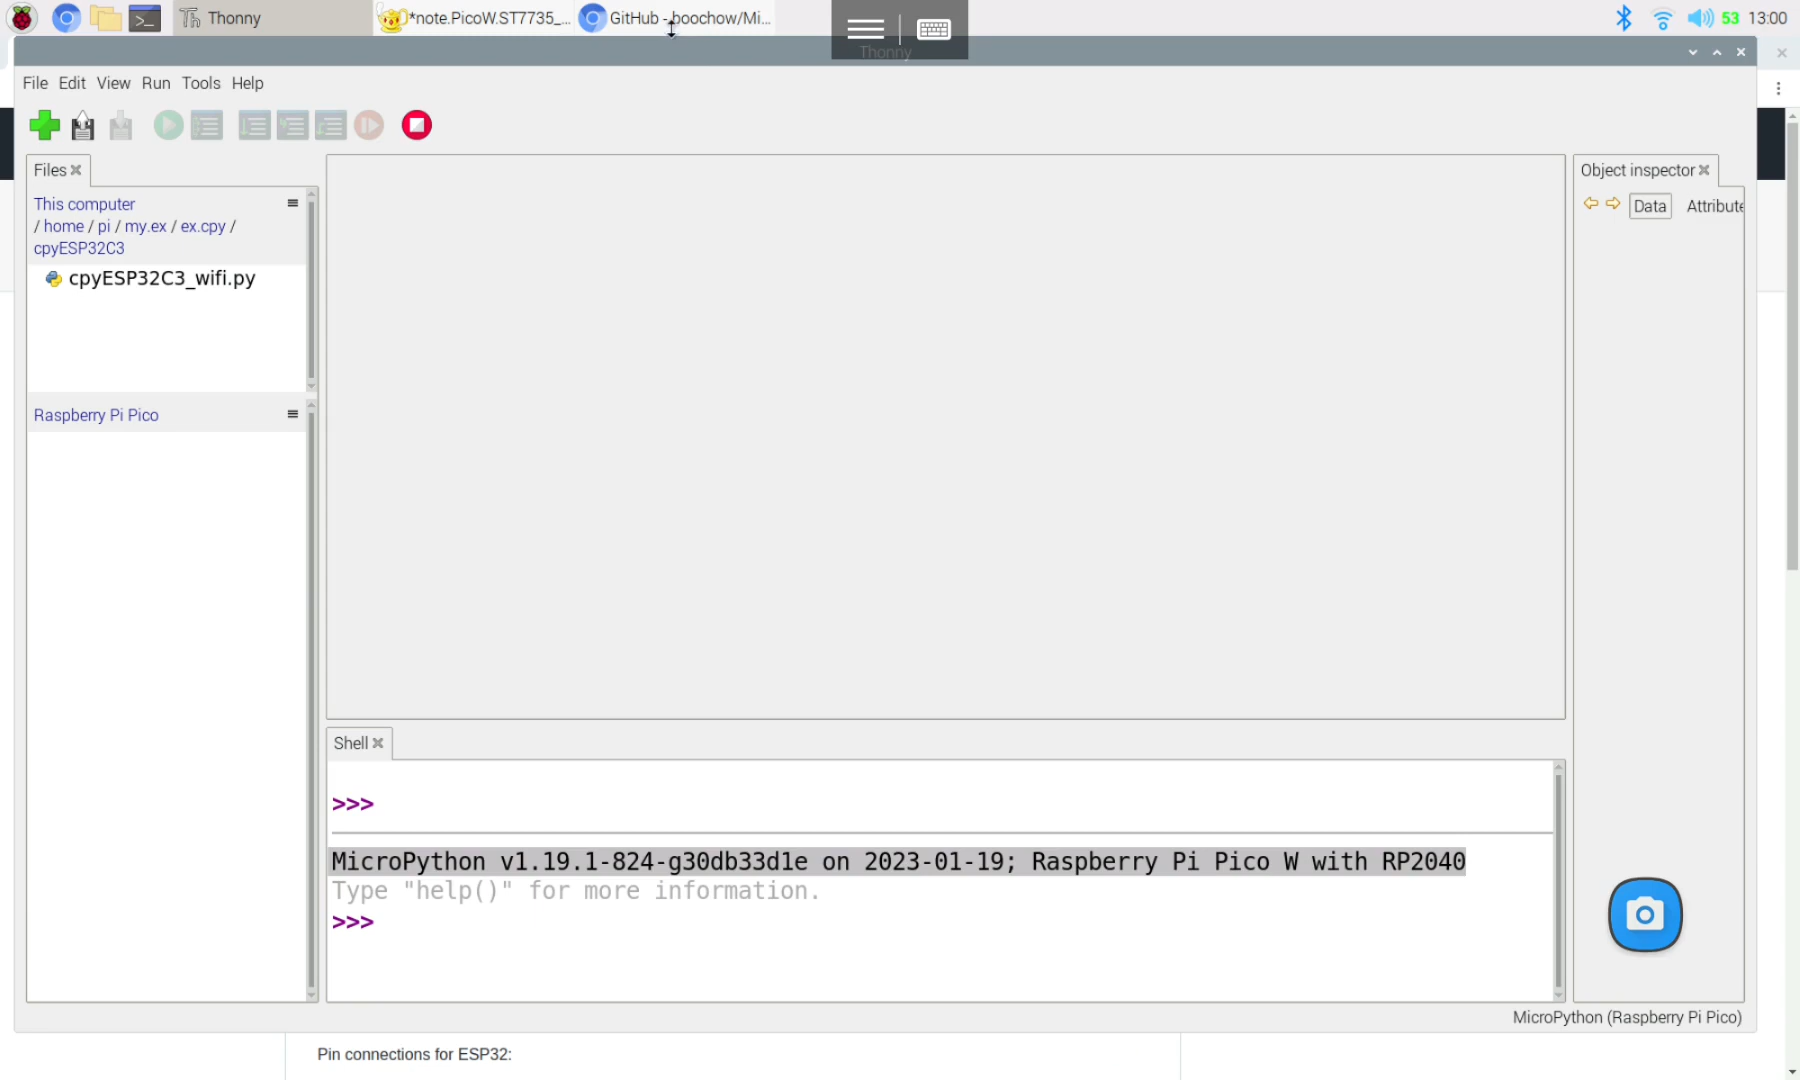 Thonny
*note.PicoW.ST7735_...
GitHub - boochow/Mi...
53 13:00
Thonny
File Edit View Run Tools Help
Files
This computer
/ home / pi / my.ex / ex.cpy /
cpyESP32C3
cpyESP32C3_wifi.py
Raspberry Pi Pico
Object inspector
Data Attribute
Shell
>>>
MicroPython v1.19.1-824-g30db33d1e on 2023-01-19; Raspberry Pi Pico W with RP2040
Type "help()" for more information.
>>>
MicroPython (Raspberry Pi Pico)
Pin connections for ESP32: